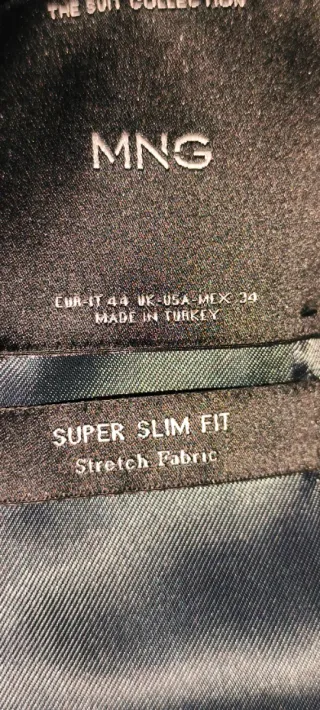 THE SUIT COLLECTION
MNG
EUR-IT 44 UK-USA-MEX 34
MADE IN TURKEY
SUPER SLIM FIT
Stretch Fabric